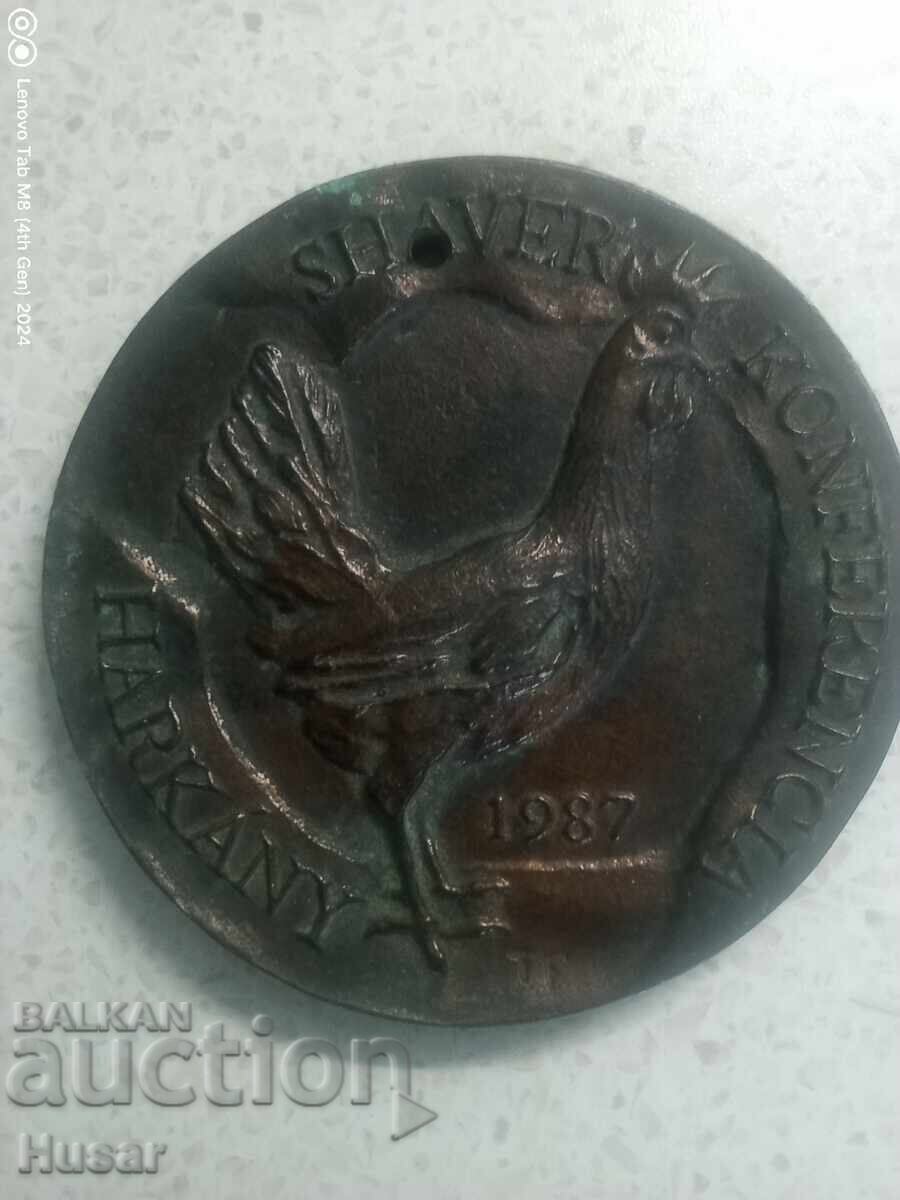 Lenovo Tab M8 (4th Gen) 2024
SHAVER
KONFERENCIA
HARKÁNY
1987
BALKAN
auction
Husar